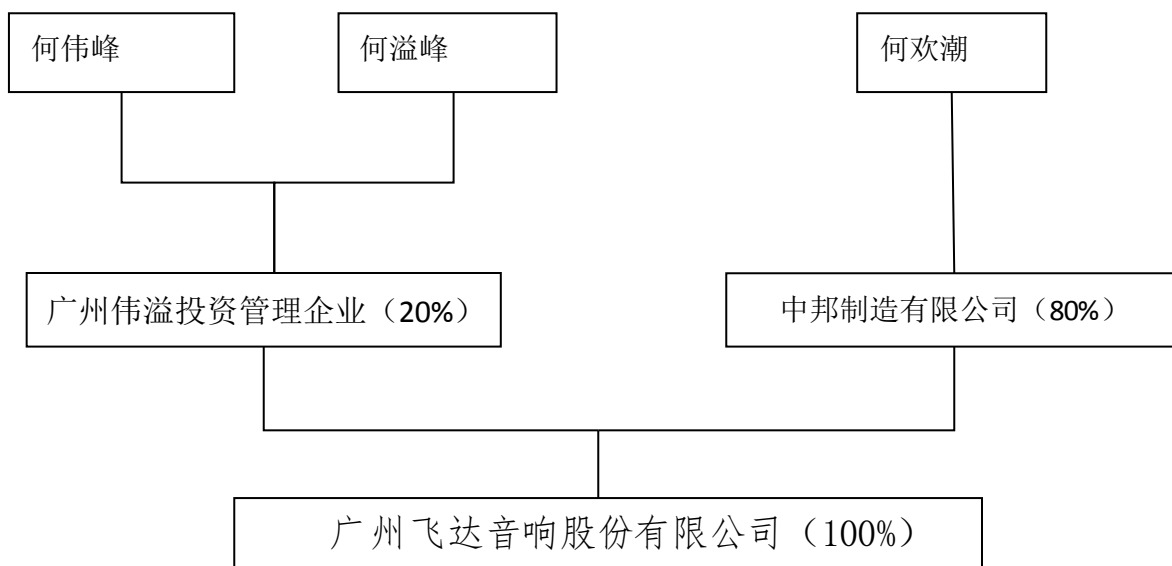 何伟峰
何溢峰
何欢潮
广州伟溢投资管理企业（20%）
中邦制造有限公司（80%）
广州飞达音响股份有限公司（100%）